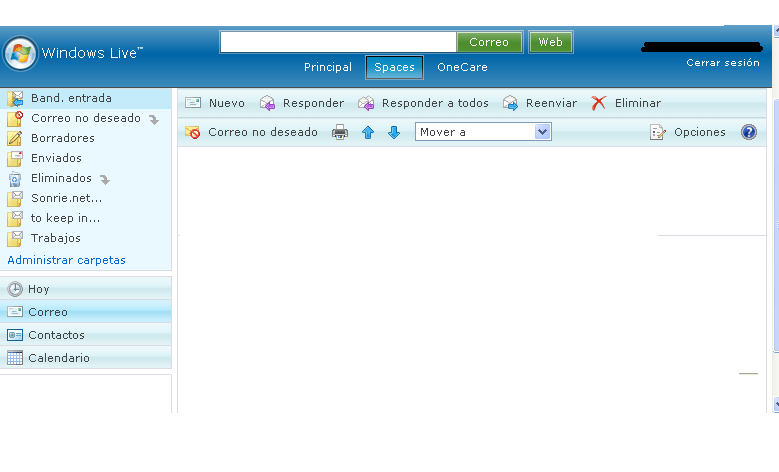 Windows Live™
Correo Web
Principal Spaces OneCare
Cerrar sesión
Band. entrada
Correo no deseado
Borradores
Enviados
Eliminados
Sonrie.net...
to keep in...
Trabajos
Administrar carpetas
Hoy
Correo
Contactos
Calendario
Nuevo Responder Responder a todos Reenviar Eliminar
Correo no deseado Mover a Opciones ?